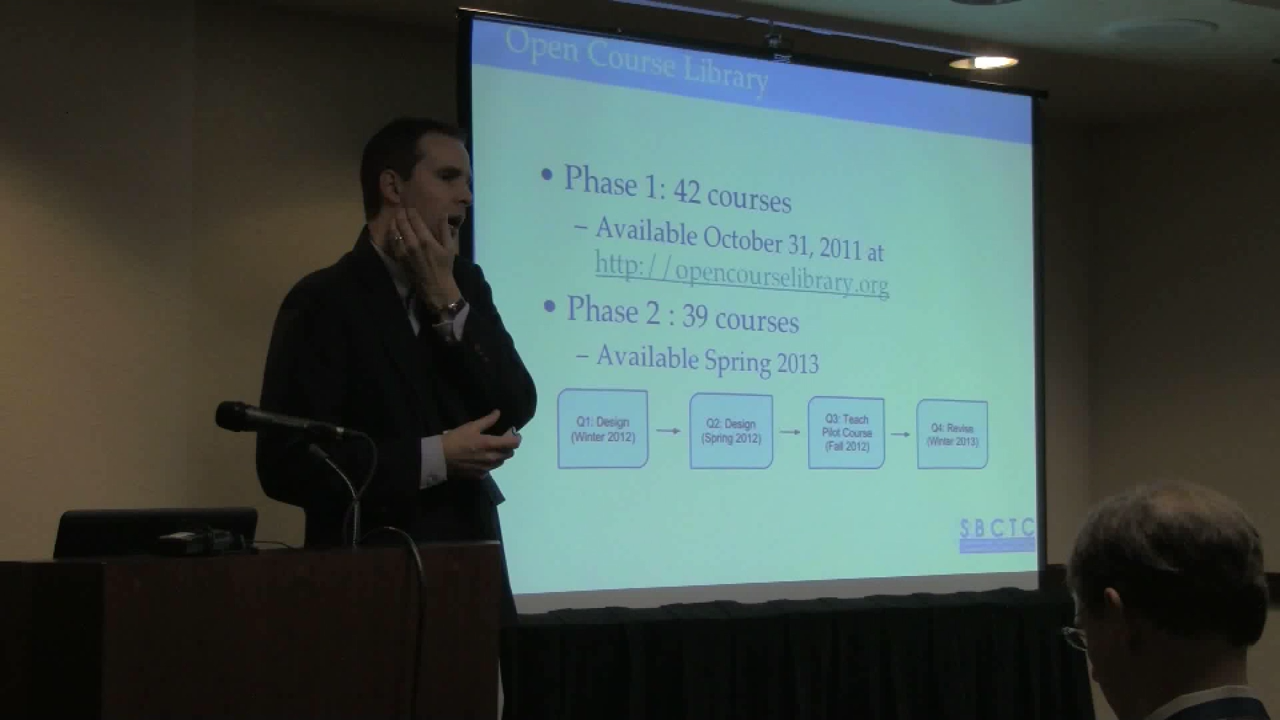 Open Course Library
• Phase 1: 42 courses
– Available October 31, 2011 at
http://opencourselibrary.org
• Phase 2 : 39 courses
– Available Spring 2013
Q1: Design
(Winter 2012)
Q2: Design
(Spring 2012)
Q3: Teach
Pilot Course
(Fall 2012)
Q4: Revise
(Winter 2013)
SBCTC